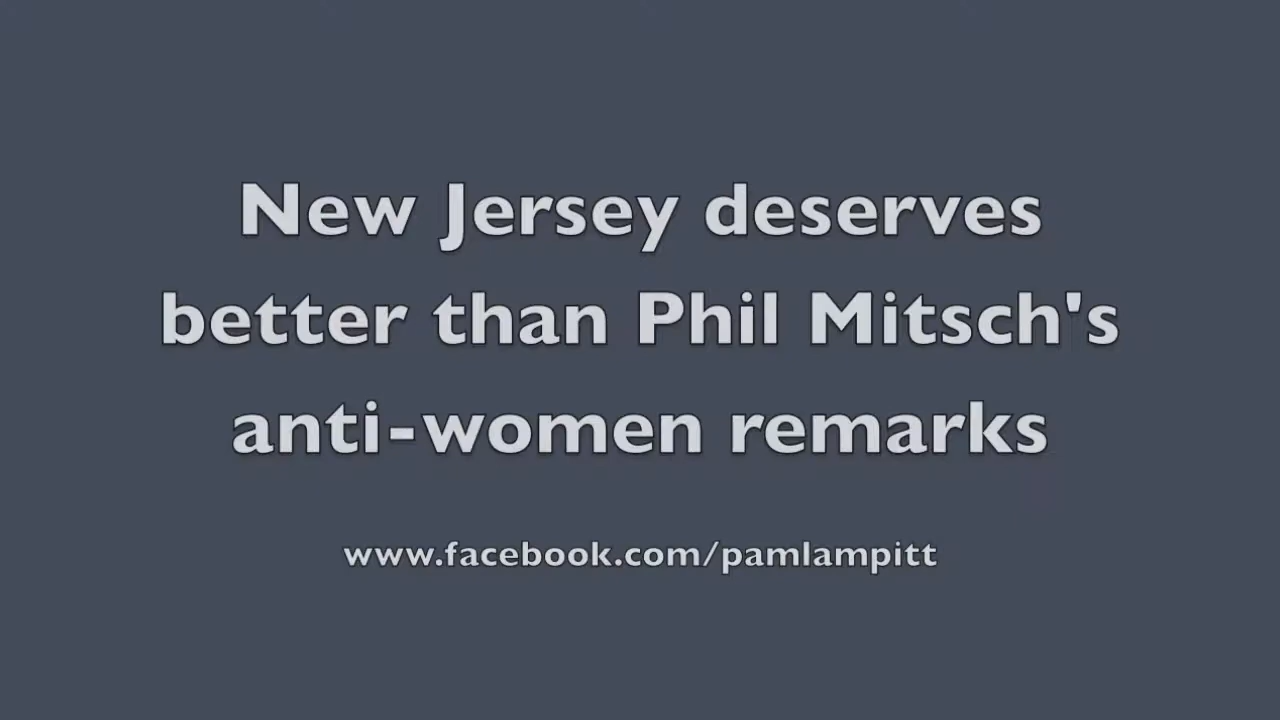 New Jersey deserves
better than Phil Mitsch's
anti-women remarks
www.facebook.com/pamlampitt